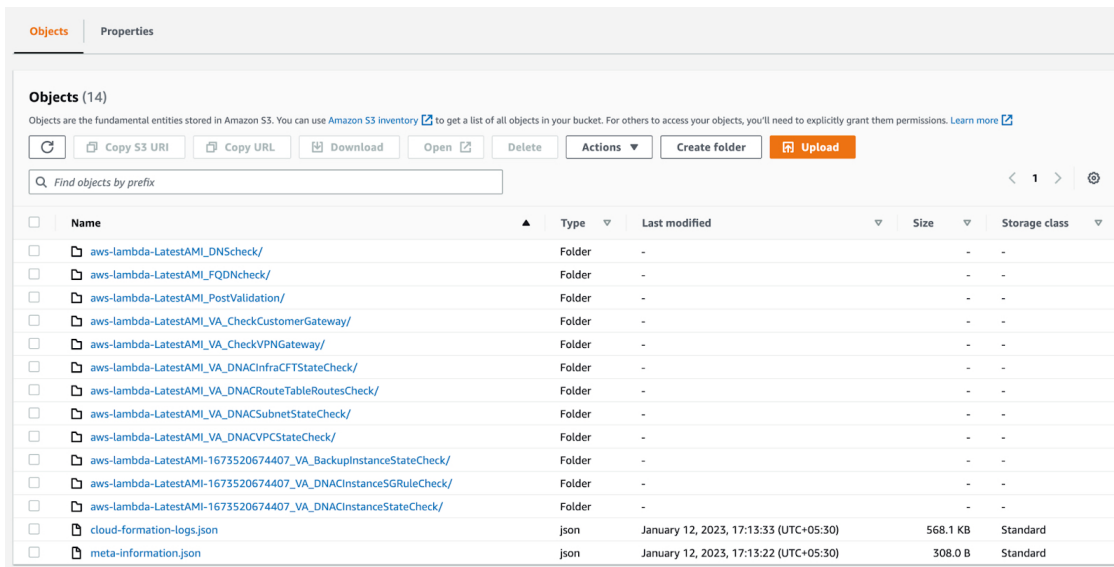 Objects Properties
Objects (14)
Objects are the fundamental entities stored in Amazon S3. You can use Amazon S3 inventory to get a list of all objects in your bucket. For others to access your objects, you'll need to explicitly grant them permissions. Learn more
Copy S3 URI Copy URL Download Open Delete Actions Create folder Upload
Find objects by prefix 1
Name Type Last modified Size Storage class
aws-lambda-LatestAMI_DNScheck/ Folder - - -
aws-lambda-LatestAMI_FQDNcheck/ Folder - - -
aws-lambda-LatestAMI_PostValidation/ Folder - - -
aws-lambda-LatestAMI_VA_CheckCustomerGateway/ Folder - - -
aws-lambda-LatestAMI_VA_CheckVPNGateway/ Folder - - -
aws-lambda-LatestAMI_VA_DNACInfraCFTStateCheck/ Folder - - -
aws-lambda-LatestAMI_VA_DNACRouteTableRoutesCheck/ Folder - - -
aws-lambda-LatestAMI_VA_DNACSubnetStateCheck/ Folder - - -
aws-lambda-LatestAMI_VA_DNACVPCStateCheck/ Folder - - -
aws-lambda-LatestAMI-1673520674407_VA_BackupInstanceStateCheck/ Folder - - -
aws-lambda-LatestAMI-1673520674407_VA_DNACInstanceSGRuleCheck/ Folder - - -
aws-lambda-LatestAMI-1673520674407_VA_DNACInstanceStateCheck/ Folder - - -
cloud-formation-logs.json json January 12, 2023, 17:13:33 (UTC+05:30) 568.1 KB Standard
meta-information.json json January 12, 2023, 17:13:22 (UTC+05:30) 308.0 B Standard